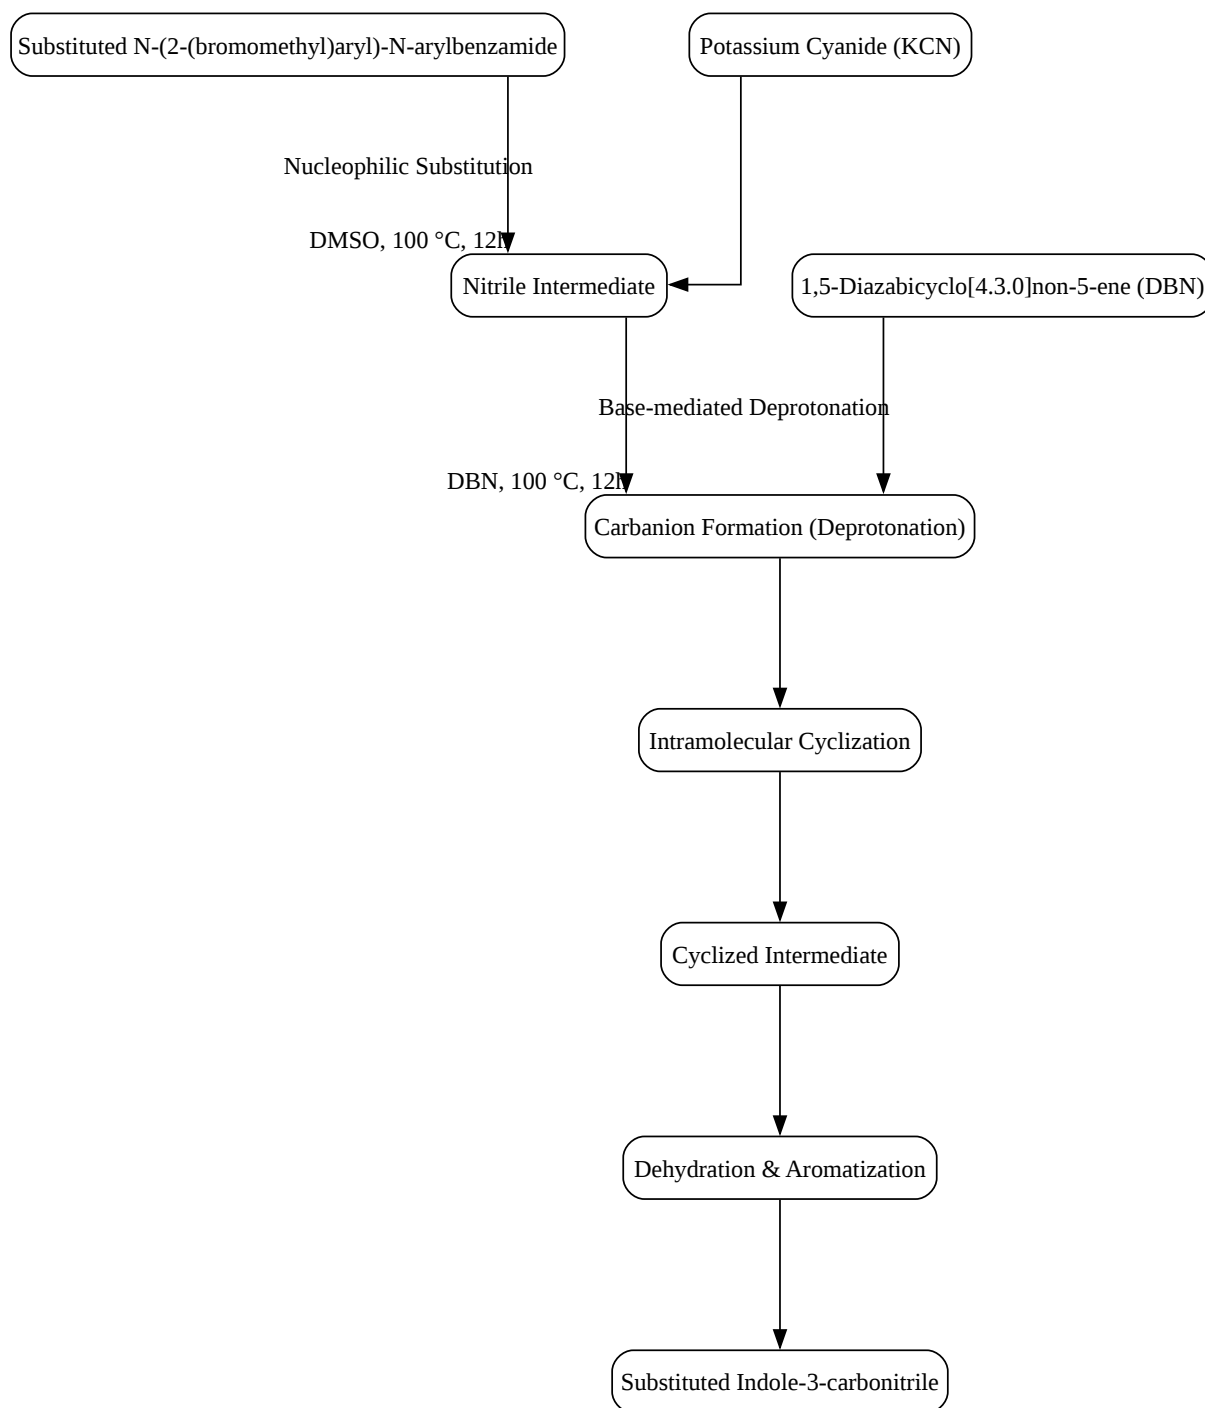 Substituted N-(2-(bromomethyl)aryl)-N-arylbenzamide
Potassium Cyanide (KCN)
Nucleophilic Substitution
DMSO, 100 °C, 12h
Nitrile Intermediate
1,5-Diazabicyclo[4.3.0]non-5-ene (DBN)
Base-mediated Deprotonation
DBN, 100 °C, 12h
Carbanion Formation (Deprotonation)
Intramolecular Cyclization
Cyclized Intermediate
Dehydration & Aromatization
Substituted Indole-3-carbonitrile